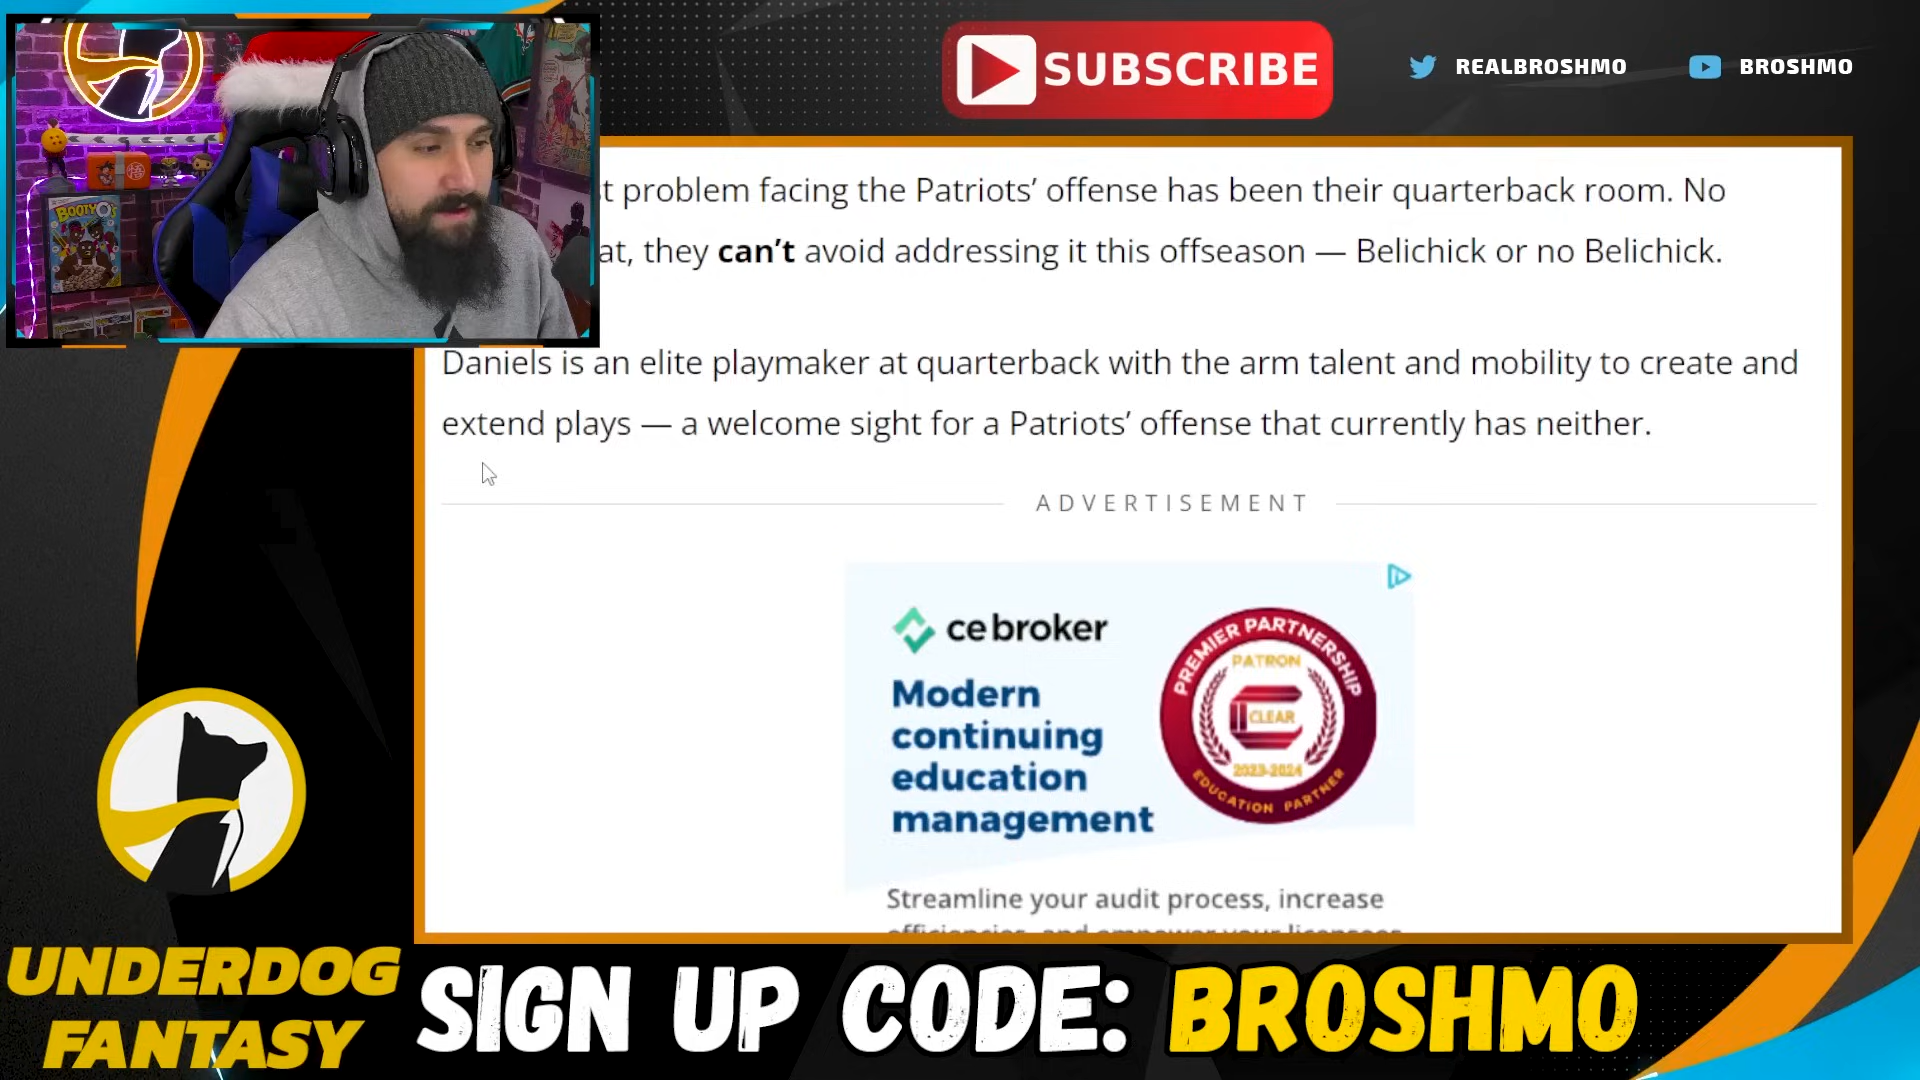 SUBSCRIBE
REALBROSHMO
BROSHMO
BOOTY O's
problem facing the Patriots’ offense has been their quarterback room. No
they can’t avoid addressing it this offseason — Belichick or no Belichick.
Daniels is an elite playmaker at quarterback with the arm talent and mobility to create and
extend plays — a welcome sight for a Patriots’ offense that currently has neither.
ADVERTISEMENT
ce broker
Modern
continuing
education
management
PREMIER PARTNERSHIP
PATRON
CLEAR
2023-2024
EDUCATION PARTNER
Streamline your audit process, increase
UNDERDOG
FANTASY
SIGN UP CODE: BROSHMO